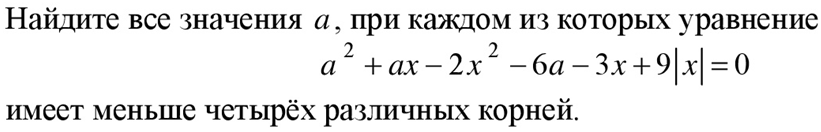 Найдите все значения a, при каждом из которых уравнение
a² + ax − 2x² − 6a − 3x + 9|x| = 0
имеет меньше четырёх различных корней.